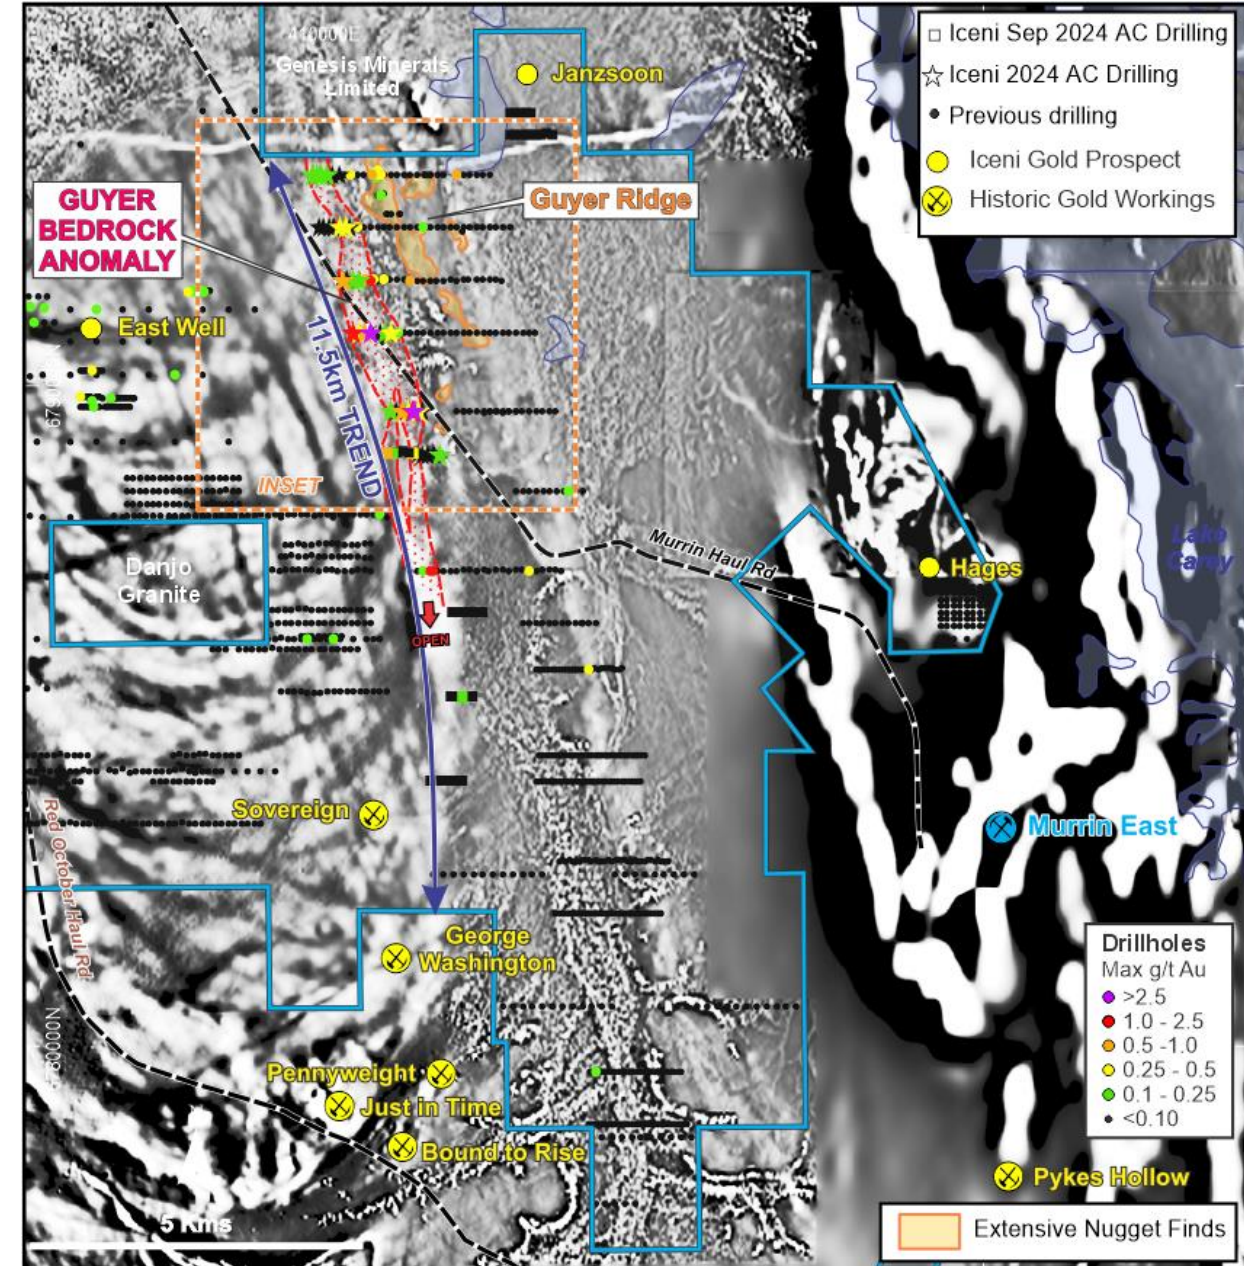 410000E
Genesis Minerals
Limited
Janzsoon
Iceni Sep 2024 AC Drilling
Iceni 2024 AC Drilling
Previous drilling
Iceni Gold Prospect
Historic Gold Workings
GUYER
BEDROCK
ANOMALY
Guyer Ridge
East Well
11.5km TREND
INSET
Danjo
Granite
Murrin Haul Rd
Hages
Lake
Carey
OPEN
Sovereign
Red October Haul Rd
Murrin East
George
Washington
Pennyweight
Just in Time
Bound to Rise
Pykes Hollow
Drillholes
Max g/t Au
>2.5
1.0 - 2.5
0.5 -1.0
0.25 - 0.5
0.1 - 0.25
<0.10
5 Kms
Extensive Nugget Finds